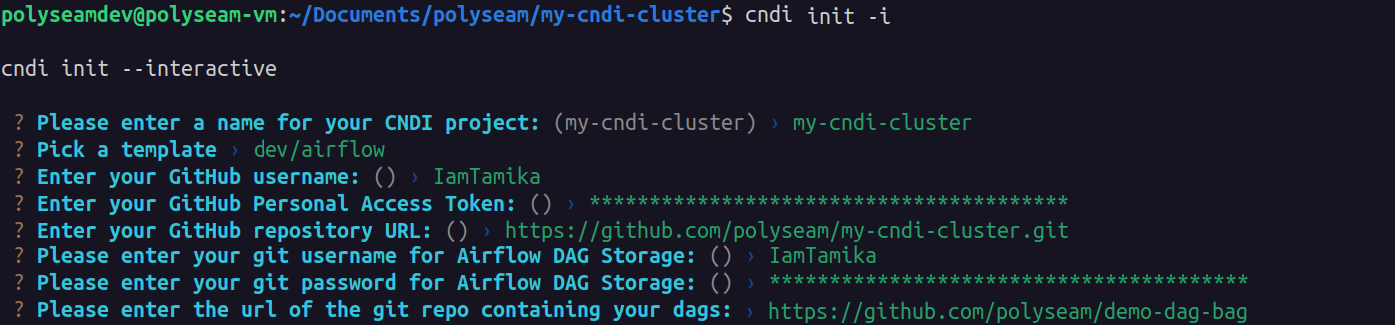 polyseamdev@polyseam-vm:~/Documents/polyseam/my-cndi-cluster$ cndi init -i
cndi init --interactive
? Please enter a name for your CNDI project: (my-cndi-cluster) › my-cndi-cluster
? Pick a template › dev/airflow
? Enter your GitHub username: () › IamTamika
? Enter your GitHub Personal Access Token: () › ****************************************
? Enter your GitHub repository URL: () › https://github.com/polyseam/my-cndi-cluster.git
? Please enter your git username for Airflow DAG Storage: () › IamTamika
? Please enter your git password for Airflow DAG Storage: () › ****************************************
? Please enter the url of the git repo containing your dags: › https://github.com/polyseam/demo-dag-bag